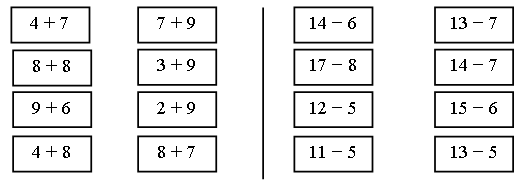 4 + 7 7 + 9 14 − 6 13 − 7
8 + 8 3 + 9 17 − 8 14 − 7
9 + 6 2 + 9 12 − 5 15 − 6
4 + 8 8 + 7 11 − 5 13 − 5